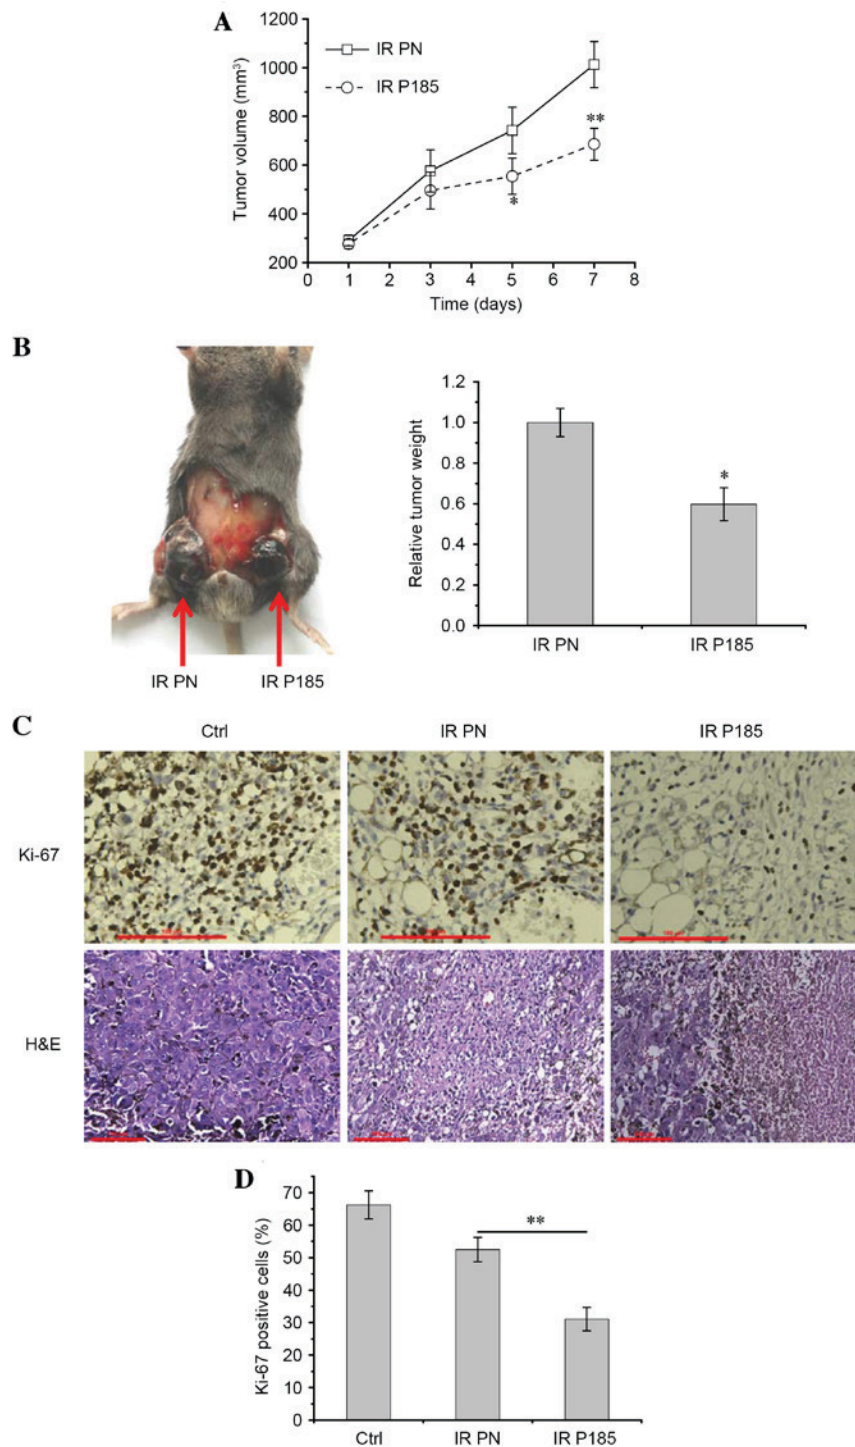 A
IR PN
IR P185
Tumor volume (mm³)
1200
1000
800
600
400
200
**
*
0 1 2 3 4 5 6 7 8
Time (days)
B
IR PN
IR P185
Relative tumor weight
1.2
1.0
0.8
0.6
0.4
0.2
0.0
*
IR PN
IR P185
C
Ctrl
IR PN
IR P185
Ki-67
H&E
D
Ki-67 positive cells (%)
70
60
50
40
30
20
10
0
**
Ctrl
IR PN
IR P185